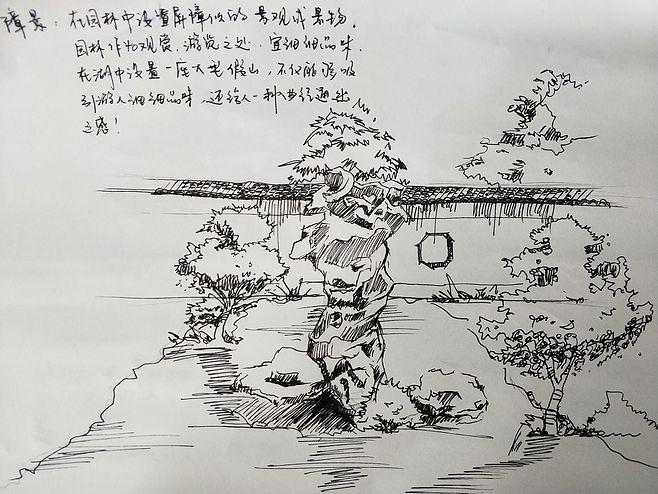 障景：在园林中设置屏障似的景观或景物。
园林作为观赏、游览之处，宜细细品味。
在湖中设置一座大型假山，不仅能吸
引游人细细品味，还给人一种曲径通幽
之感！